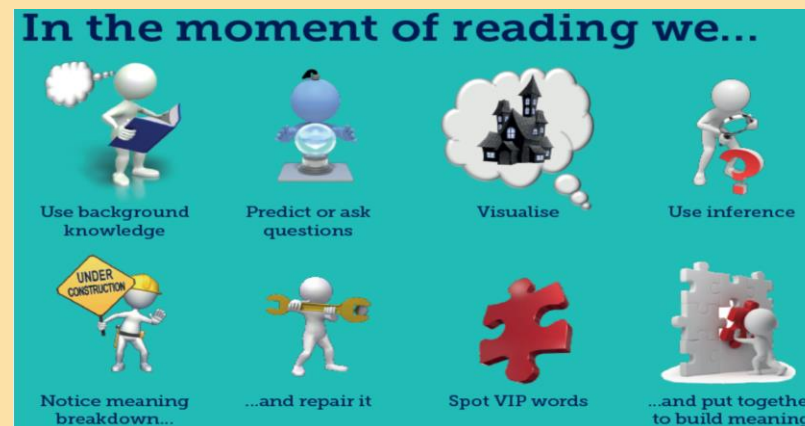 In the moment of reading we...
Use background
knowledge
Predict or ask
questions
Visualise
Use inference
UNDER
CONSTRUCTION
Notice meaning
breakdown...
...and repair it
Spot VIP words
...and put togethe
to build meaning